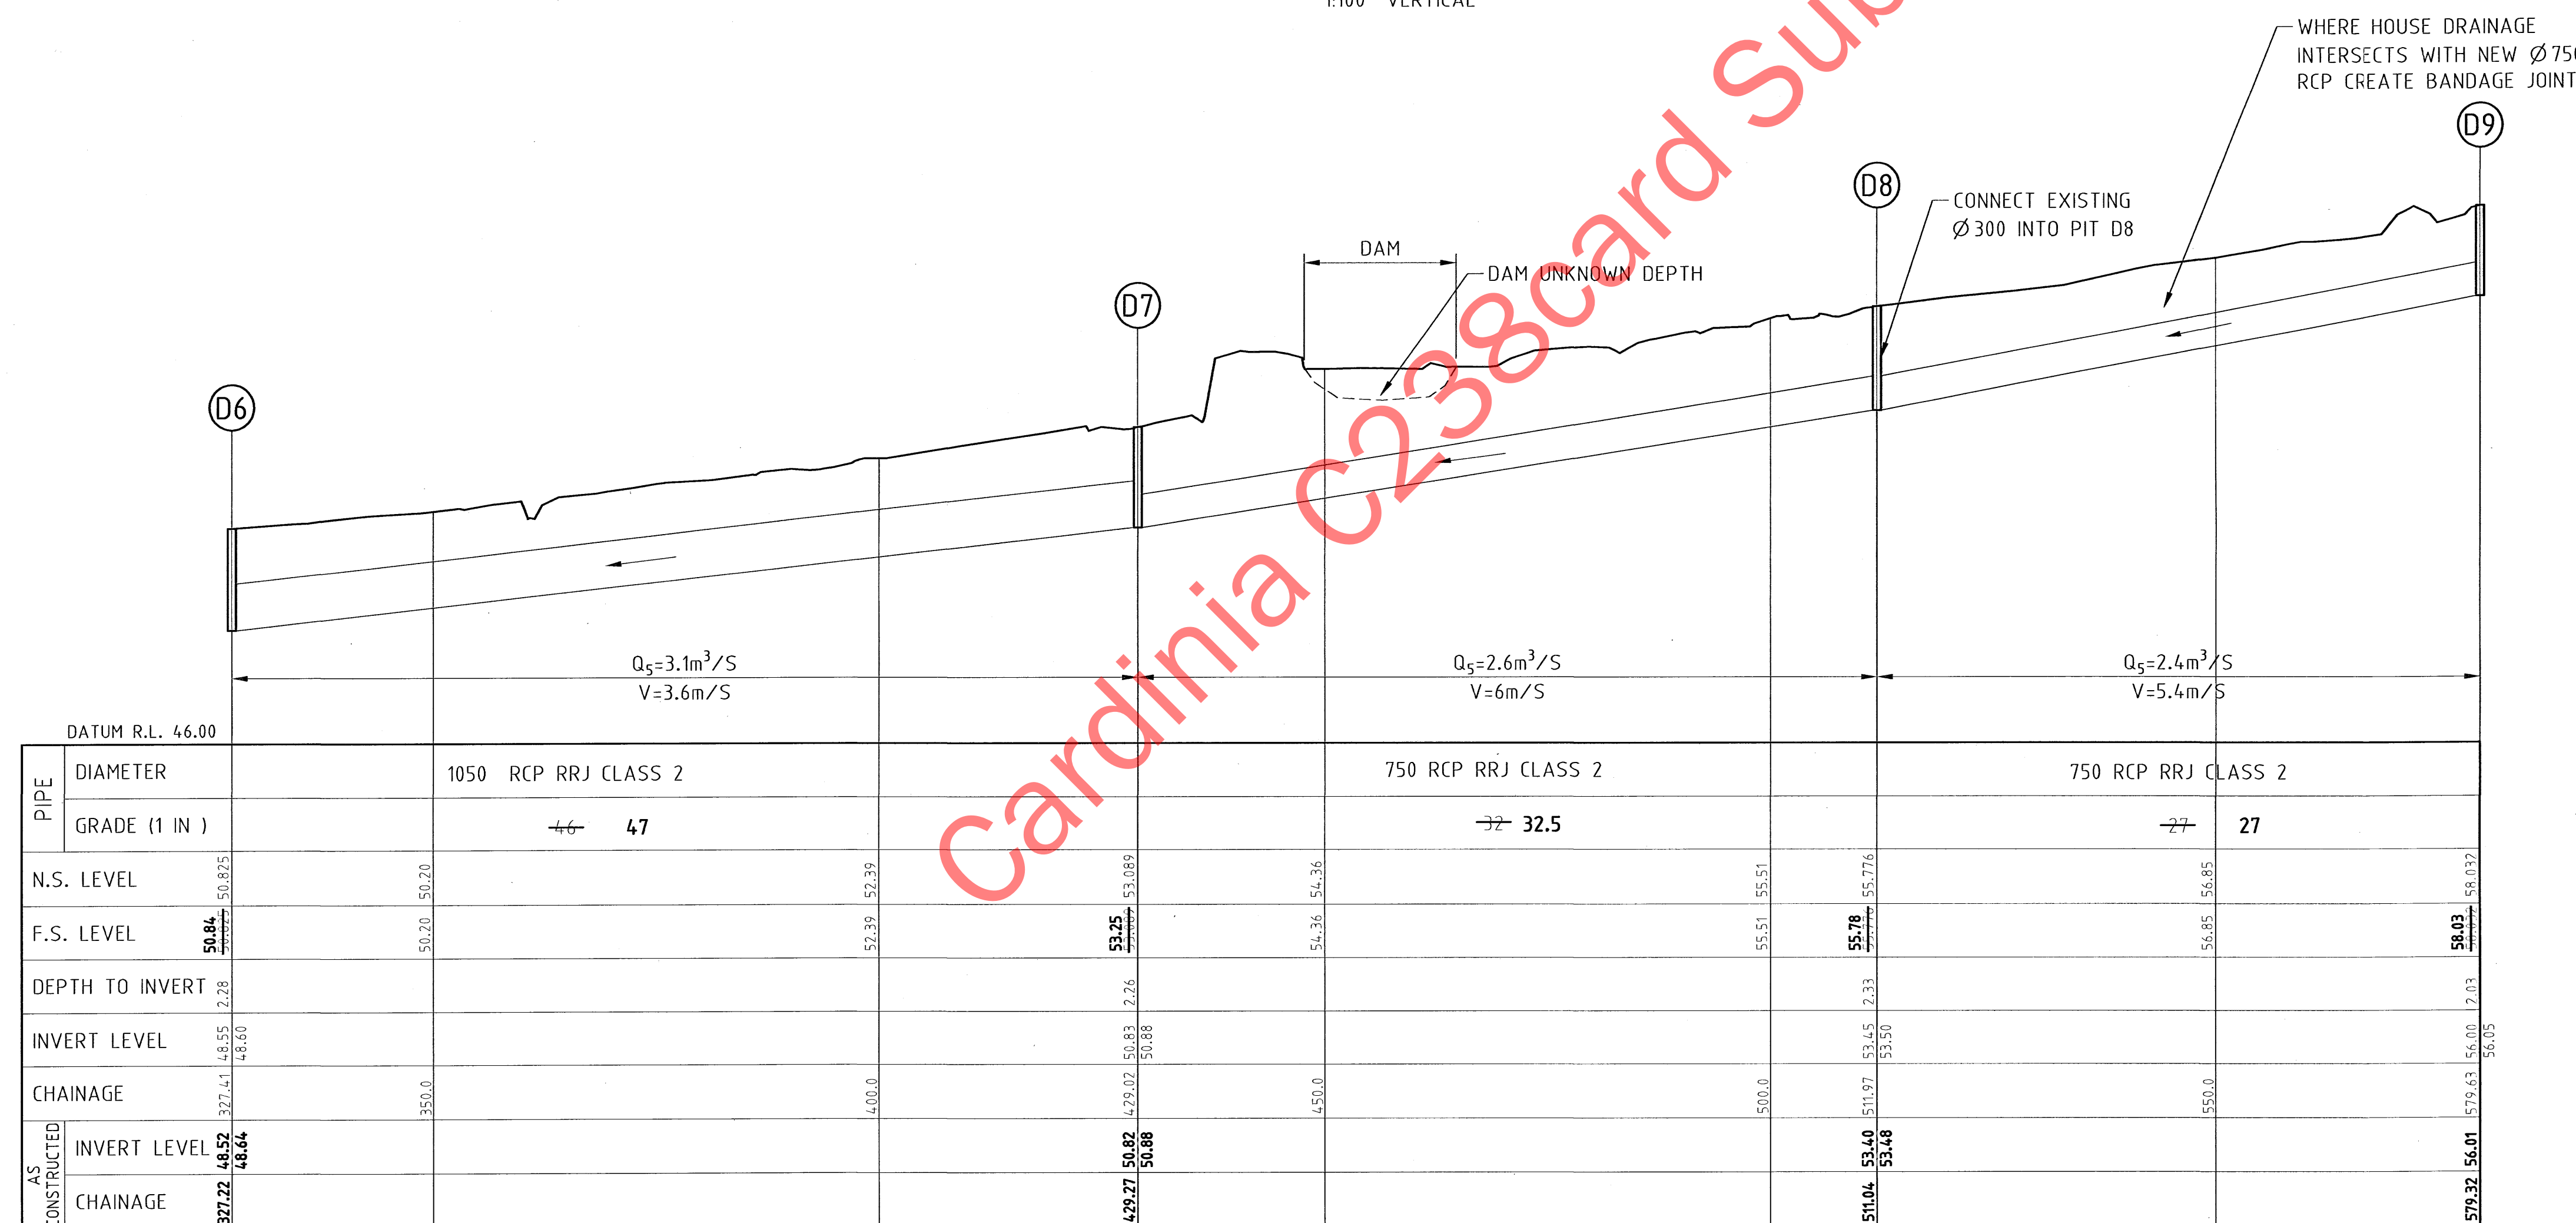 1:100 VERTICAL
WHERE HOUSE DRAINAGE
INTERSECTS WITH NEW Ø750
RCP CREATE BANDAGE JOINT
D9
D8
CONNECT EXISTING
Ø300 INTO PIT D8
DAM
DAM UNKNOWN DEPTH
D7
D6
Cardinia C238card Sub
Q5=3.1m³/S
V=3.6m/S
Q5=2.6m³/S
V=6m/S
Q5=2.4m³/S
V=5.4m/S
DATUM R.L. 46.00
PIPE
DIAMETER 1050 RCP RRJ CLASS 2 750 RCP RRJ CLASS 2 750 RCP RRJ CLASS 2
GRADE (1 IN ) 46 47 32 32.5 27 27
N.S. LEVEL 50.825 50.20 52.39 53.089 54.36 55.51 55.776 56.85 58.032
F.S. LEVEL 50.84 50.825 50.20 52.39 53.25 53.089 54.36 55.51 55.78 55.776 56.85 58.03 58.032
DEPTH TO INVERT 2.28 2.26 2.33 2.03
INVERT LEVEL 48.55 48.60 50.83 50.88 53.45 53.50 56.00 56.05
CHAINAGE 327.41 350.0 400.0 429.02 450.0 500.0 511.97 550.0 579.63
AS CONSTRUCTED
INVERT LEVEL 48.52 48.64 50.82 50.88 53.40 53.48 56.01
CHAINAGE 327.22 429.27 511.04 579.32